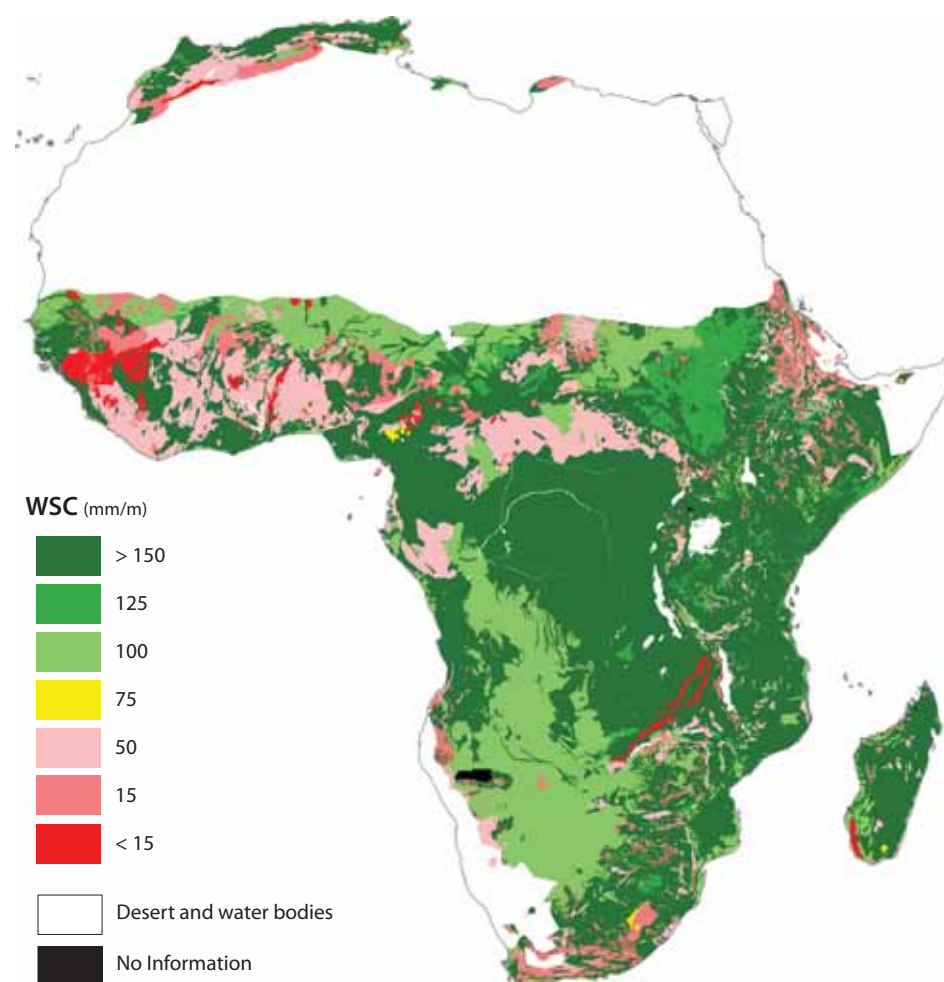 WSC (mm/m)
> 150
125
100
75
50
15
< 15
Desert and water bodies
No Information